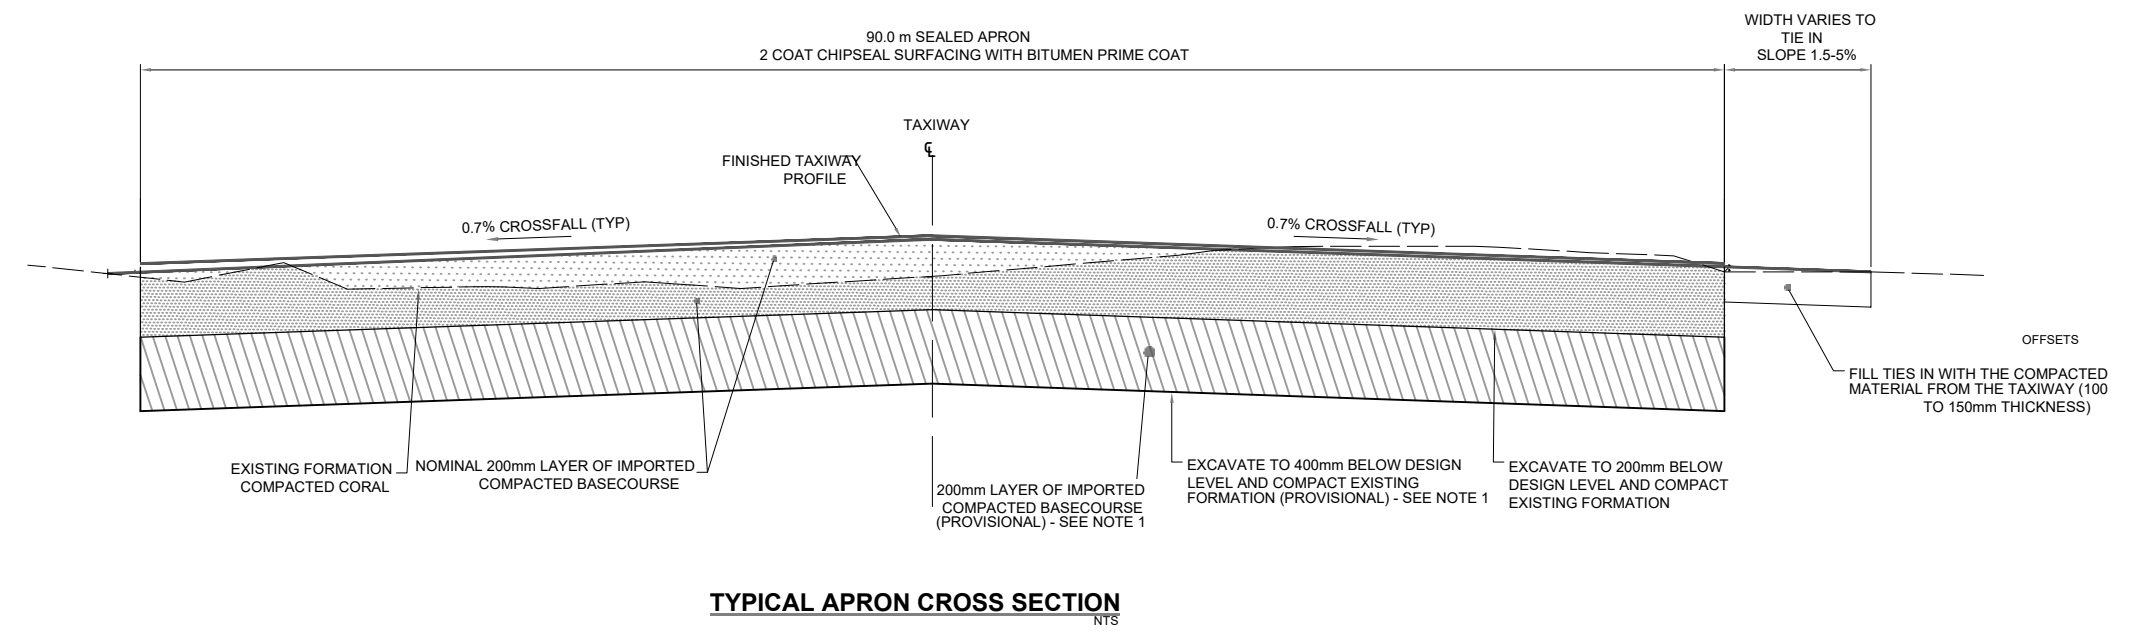 90.0 m SEALED APRON
2 COAT CHIPSEAL SURFACING WITH BITUMEN PRIME COAT
WIDTH VARIES TO
TIE IN
SLOPE 1.5-5%
TAXIWAY
℄
FINISHED TAXIWAY
PROFILE
0.7% CROSSFALL (TYP)
0.7% CROSSFALL (TYP)
OFFSETS
FILL TIES IN WITH THE COMPACTED
MATERIAL FROM THE TAXIWAY (100
TO 150mm THICKNESS)
EXISTING FORMATION
COMPACTED CORAL
NOMINAL 200mm LAYER OF IMPORTED
COMPACTED BASECOURSE
200mm LAYER OF IMPORTED
COMPACTED BASECOURSE
(PROVISIONAL) - SEE NOTE 1
EXCAVATE TO 400mm BELOW DESIGN
LEVEL AND COMPACT EXISTING
FORMATION (PROVISIONAL) - SEE NOTE 1
EXCAVATE TO 200mm BELOW
DESIGN LEVEL AND COMPACT
EXISTING FORMATION
TYPICAL APRON CROSS SECTION
NTS